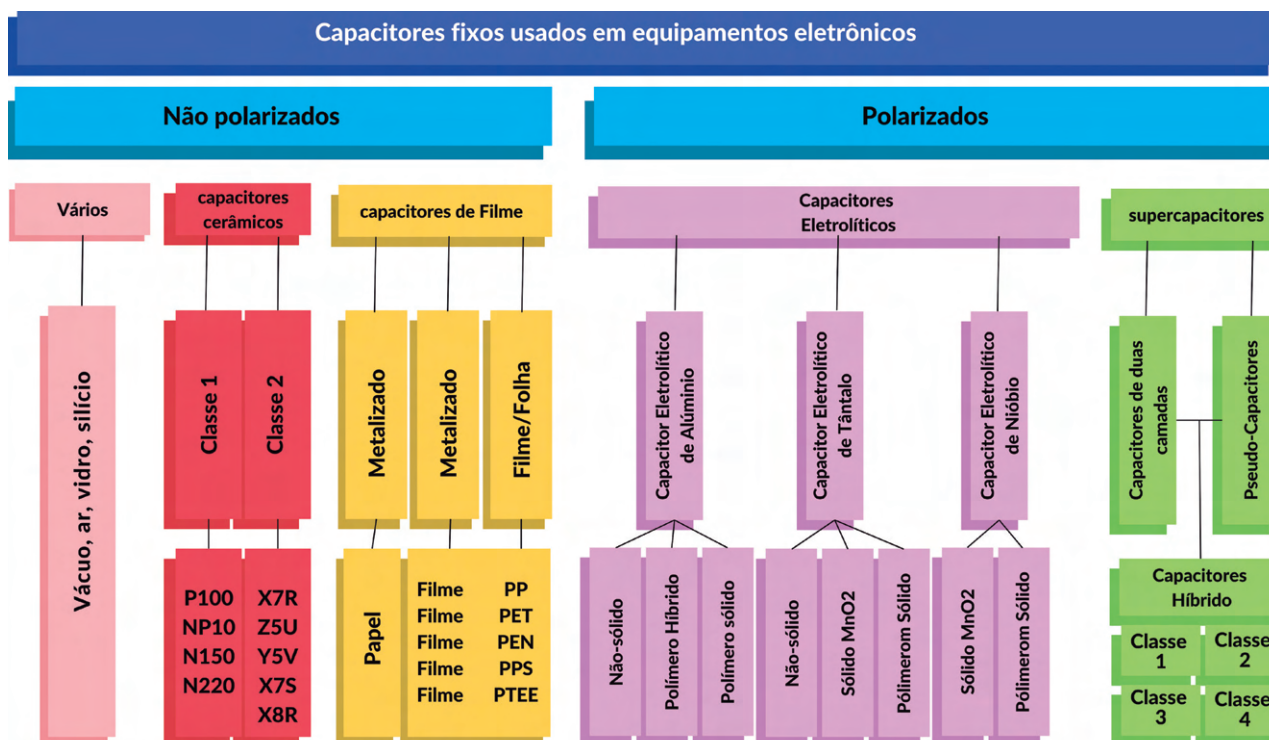 Capacitores fixos usados em equipamentos eletrônicos
Não polarizados
Polarizados
Vários
capacitores
cerâmicos
capacitores de Filme
Capacitores
Eletrolíticos
supercapacitores
Vácuo, ar, vidro, silício
Classe 1
Classe 2
Metalizado
Metalizado
Filme/Folha
Capacitor Eletrolítico
de Alúminio
Capacitor Eletrolítico
de Tântalo
Capacitor Eletrolítico
de Nióbio
Capacitores de duas
camadas
Pseudo-Capacitores
P100
NP10
N150
N220
X7R
Z5U
Y5V
X7S
X8R
Papel
Filme PP
Filme PET
Filme PEN
Filme PPS
Filme PTEE
Não-sólido
Polímero Híbrido
Polímero sólido
Não-sólido
Sólido MnO2
Pólimerom Sólido
Sólido MnO2
Pólimerom Sólido
Capacitores
Híbrido
Classe
1
Classe
2
Classe
3
Classe
4